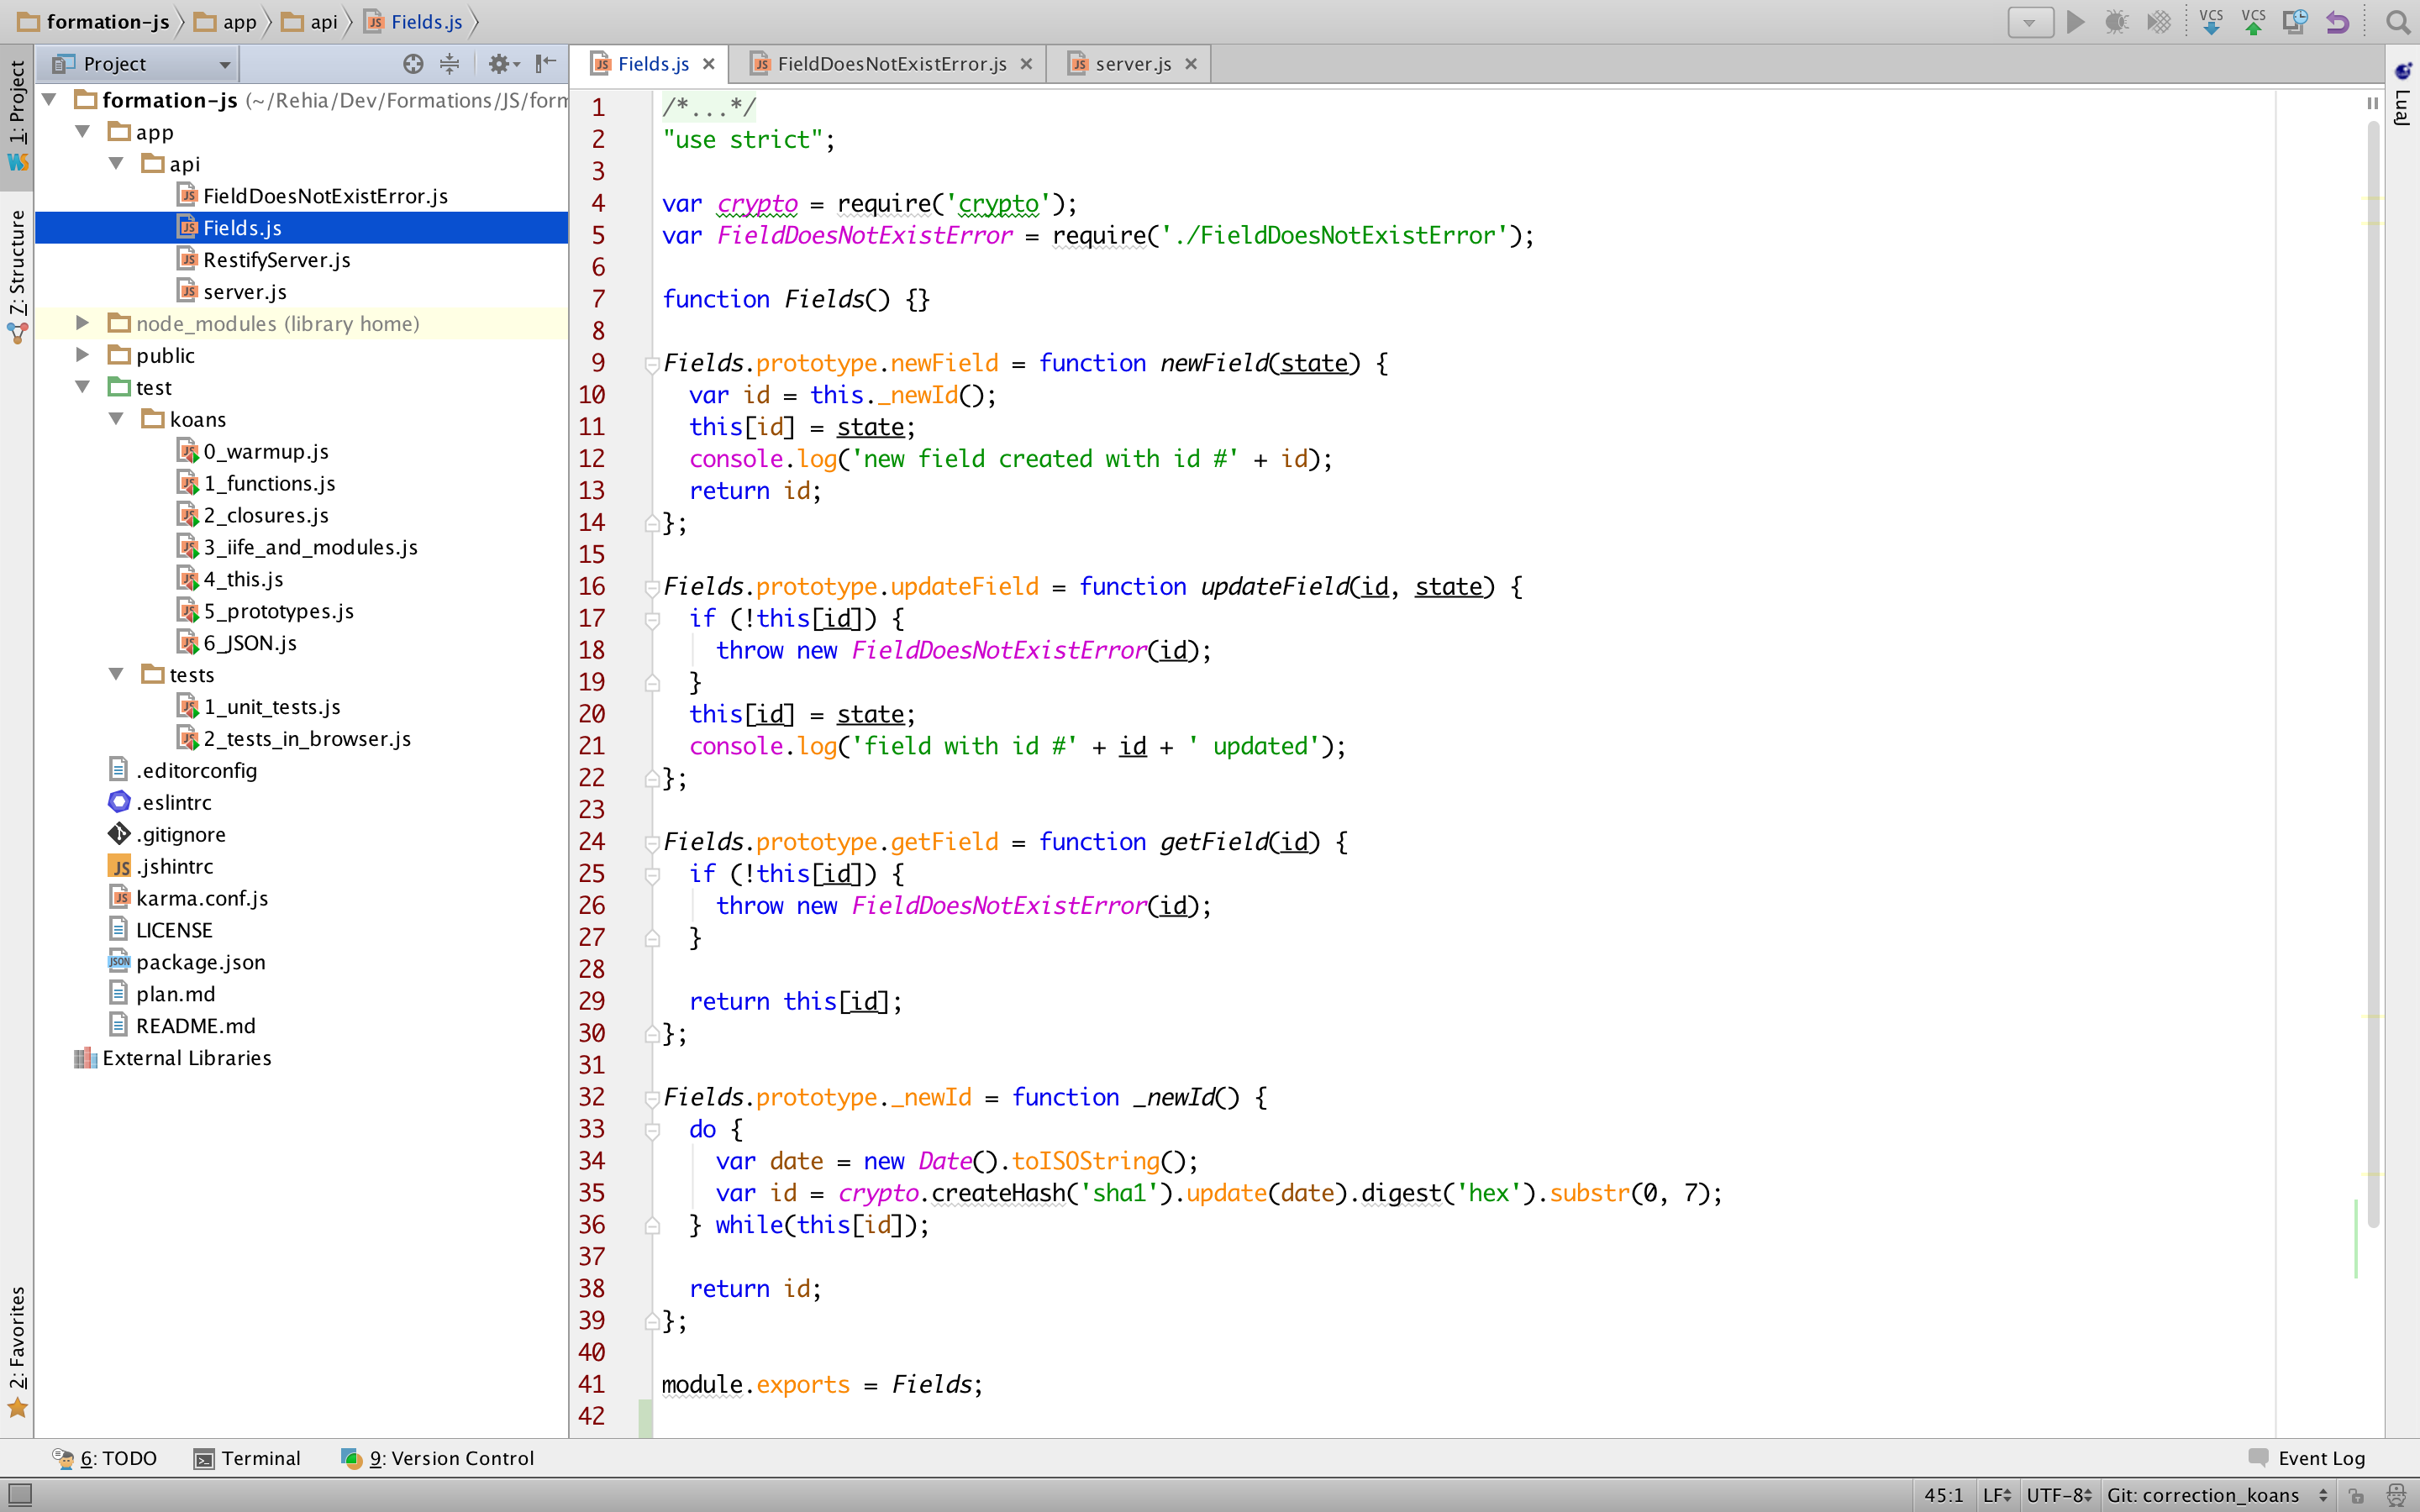 formation-js app api Fields.js
VCS VCS
1: Project
7: Structure
2: Favorites
Project
formation-js (~/Rehia/Dev/Formations/JS/form
app
api
FieldDoesNotExistError.js
Fields.js
RestifyServer.js
server.js
node_modules (library home)
public
test
koans
0_warmup.js
1_functions.js
2_closures.js
3_iife_and_modules.js
4_this.js
5_prototypes.js
6_JSON.js
tests
1_unit_tests.js
2_tests_in_browser.js
.editorconfig
.eslintrc
.gitignore
.jshintrc
karma.conf.js
LICENSE
package.json
plan.md
README.md
External Libraries
Fields.js FieldDoesNotExistError.js server.js
1 /*...*/
2 "use strict";
3
4 var crypto = require('crypto');
5 var FieldDoesNotExistError = require('./FieldDoesNotExistError');
6
7 function Fields() {}
8
9 Fields.prototype.newField = function newField(state) {
10   var id = this._newId();
11   this[id] = state;
12   console.log('new field created with id #' + id);
13   return id;
14 };
15
16 Fields.prototype.updateField = function updateField(id, state) {
17   if (!this[id]) {
18     throw new FieldDoesNotExistError(id);
19   }
20   this[id] = state;
21   console.log('field with id #' + id + ' updated');
22 };
23
24 Fields.prototype.getField = function getField(id) {
25   if (!this[id]) {
26     throw new FieldDoesNotExistError(id);
27   }
28
29   return this[id];
30 };
31
32 Fields.prototype._newId = function _newId() {
33   do {
34     var date = new Date().toISOString();
35     var id = crypto.createHash('sha1').update(date).digest('hex').substr(0, 7);
36   } while(this[id]);
37
38   return id;
39 };
40
41 module.exports = Fields;
42
LuaJ
6: TODO Terminal 9: Version Control Event Log
45:1 LF UTF-8 Git: correction_koans